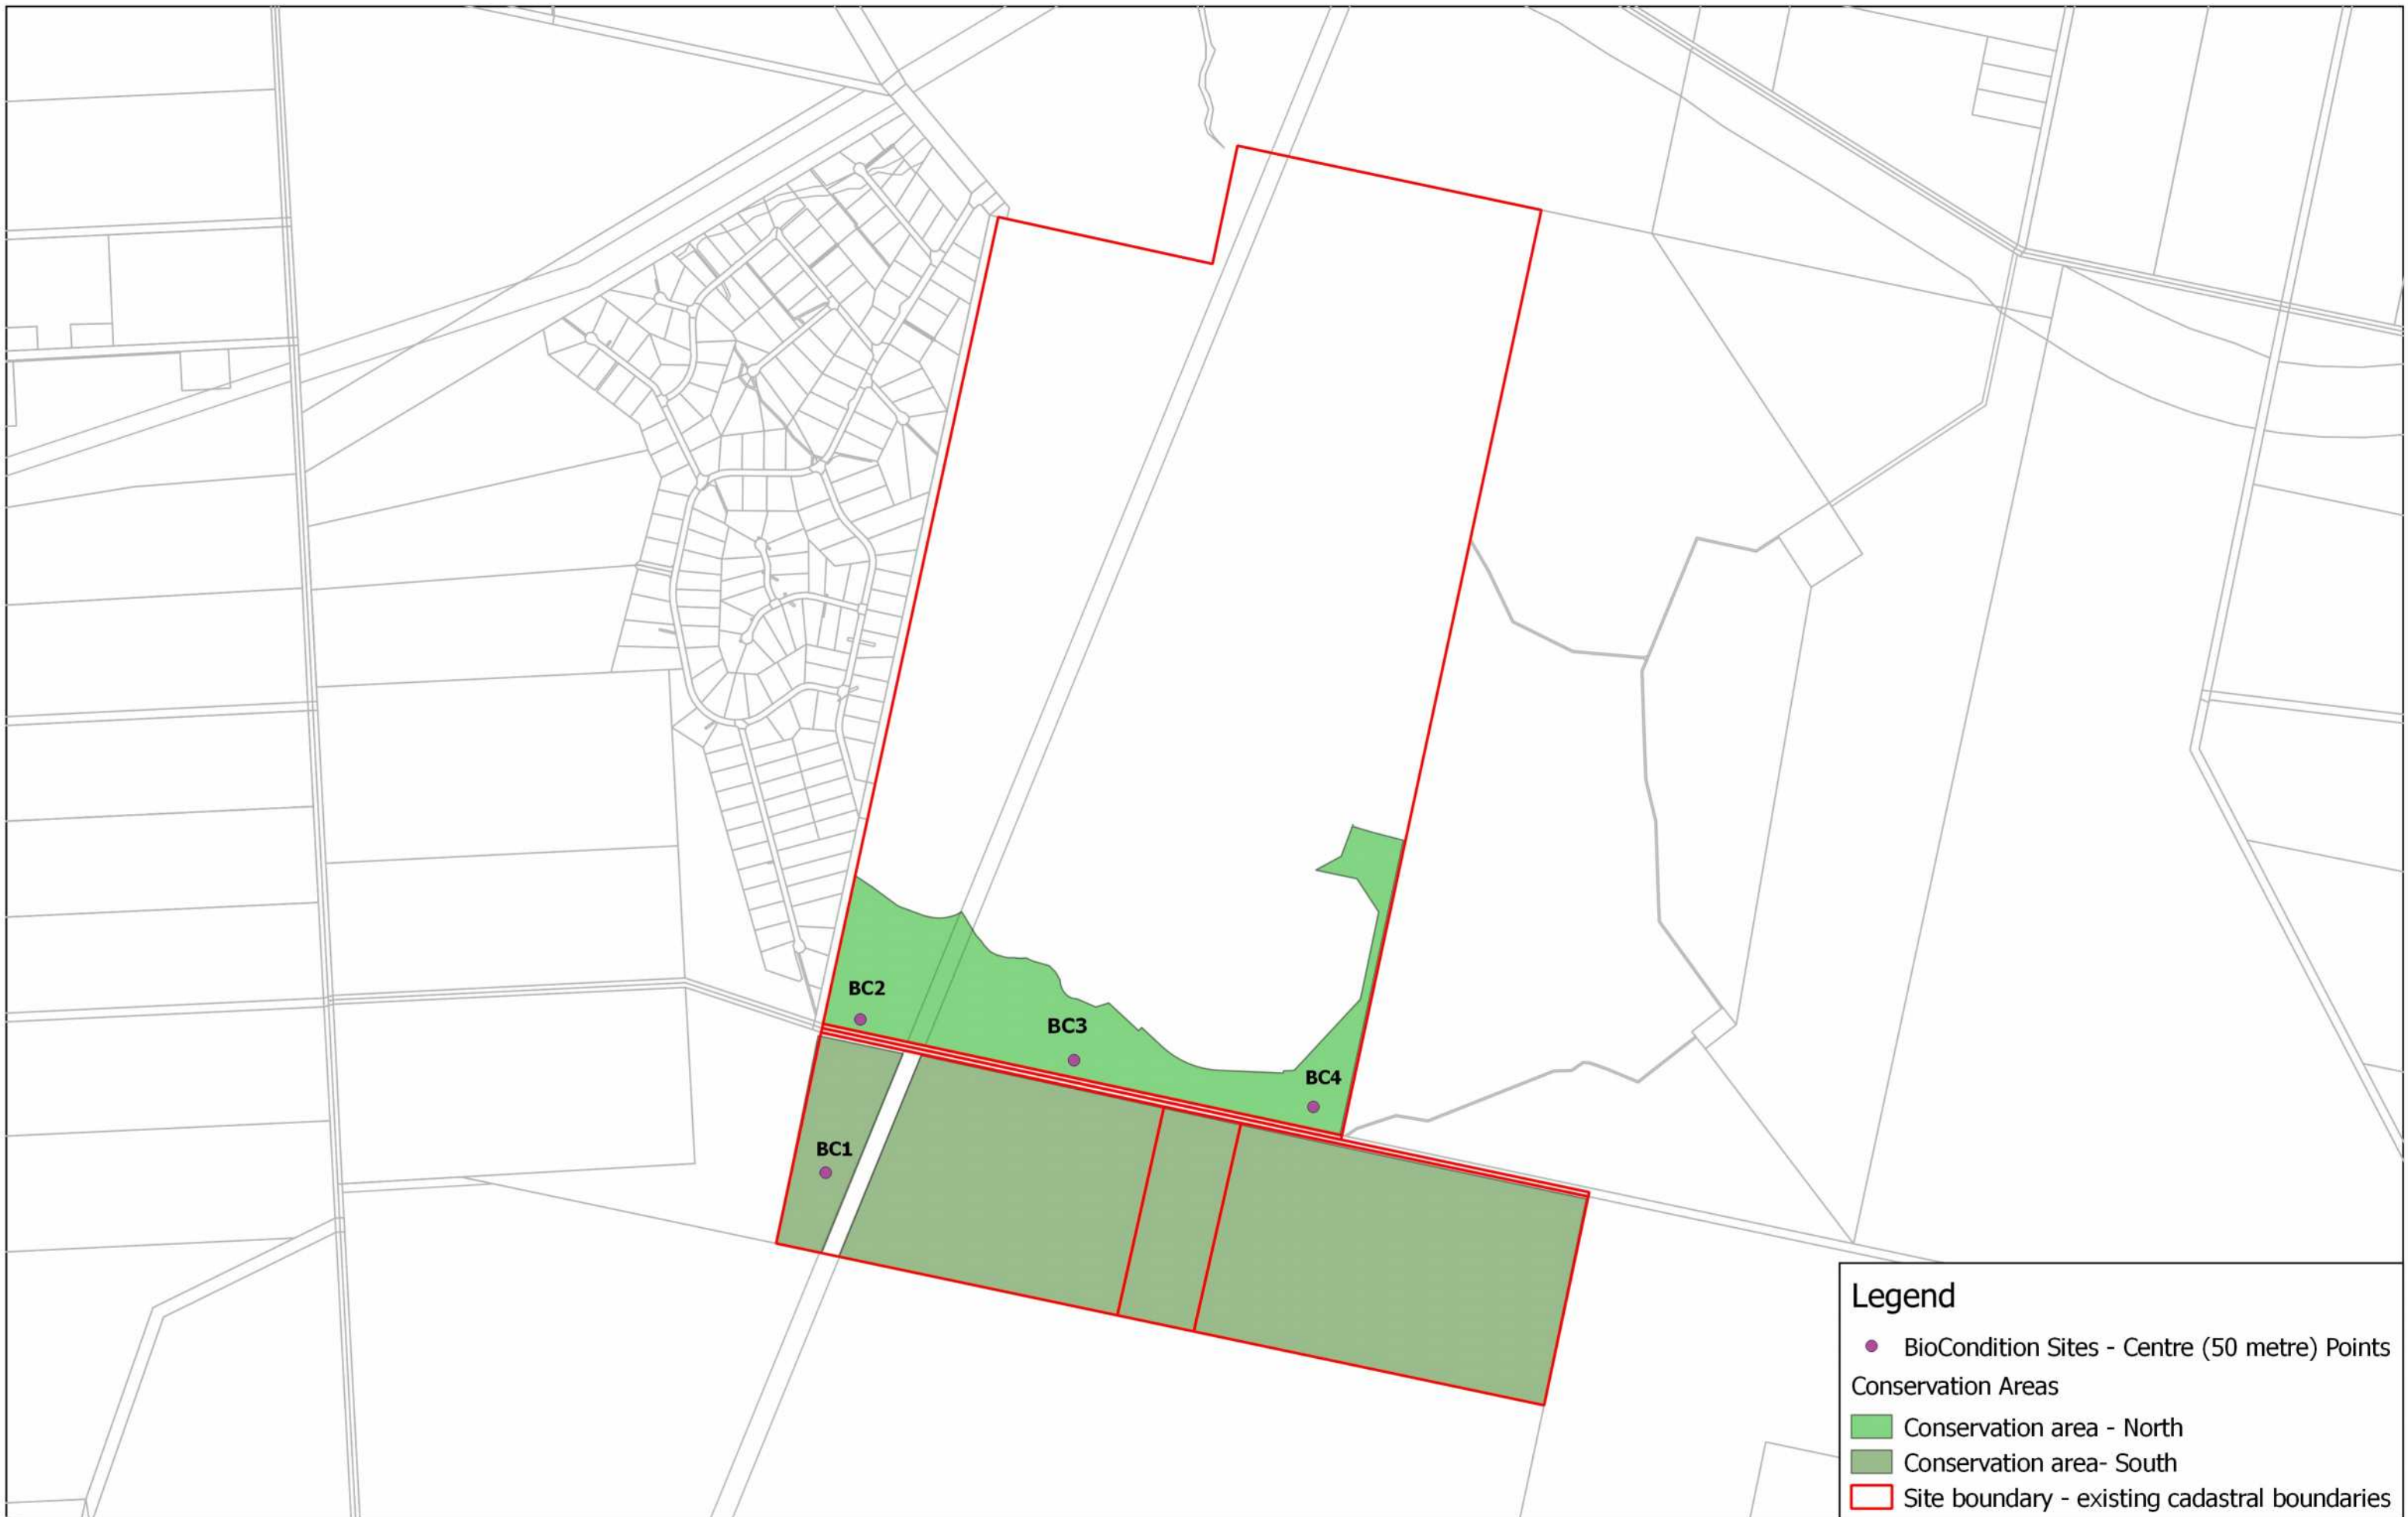 BC2
BC3
BC4
BC1
Legend
BioCondition Sites - Centre (50 metre) Points
Conservation Areas
Conservation area - North
Conservation area- South
Site boundary - existing cadastral boundaries